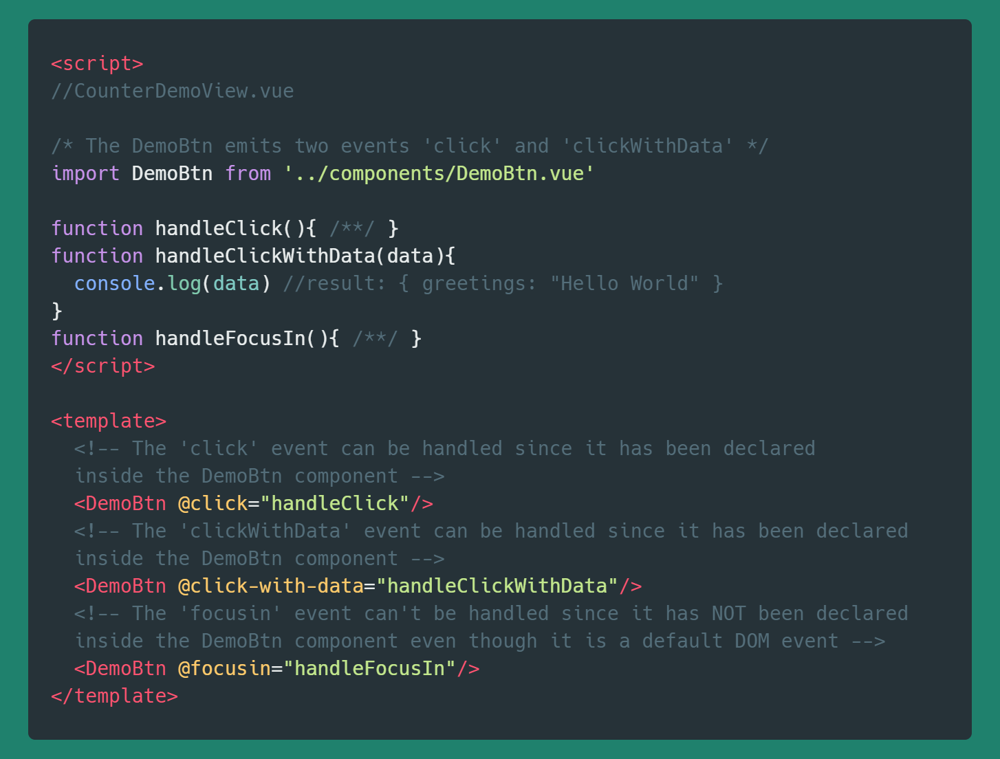 <script>
//CounterDemoView.vue
/* The DemoBtn emits two events 'click' and 'clickWithData' */
import DemoBtn from '../components/DemoBtn.vue'
function handleClick(){ /**/ }
function handleClickWithData(data){
  console.log(data) //result: { greetings: "Hello World" }
}
function handleFocusIn(){ /**/ }
</script>
<template>
  <!-- The 'click' event can be handled since it has been declared
  inside the DemoBtn component -->
  <DemoBtn @click="handleClick"/>
  <!-- The 'clickWithData' event can be handled since it has been declared
  inside the DemoBtn component -->
  <DemoBtn @click-with-data="handleClickWithData"/>
  <!-- The 'focusin' event can't be handled since it has NOT been declared
  inside the DemoBtn component even though it is a default DOM event -->
  <DemoBtn @focusin="handleFocusIn"/>
</template>